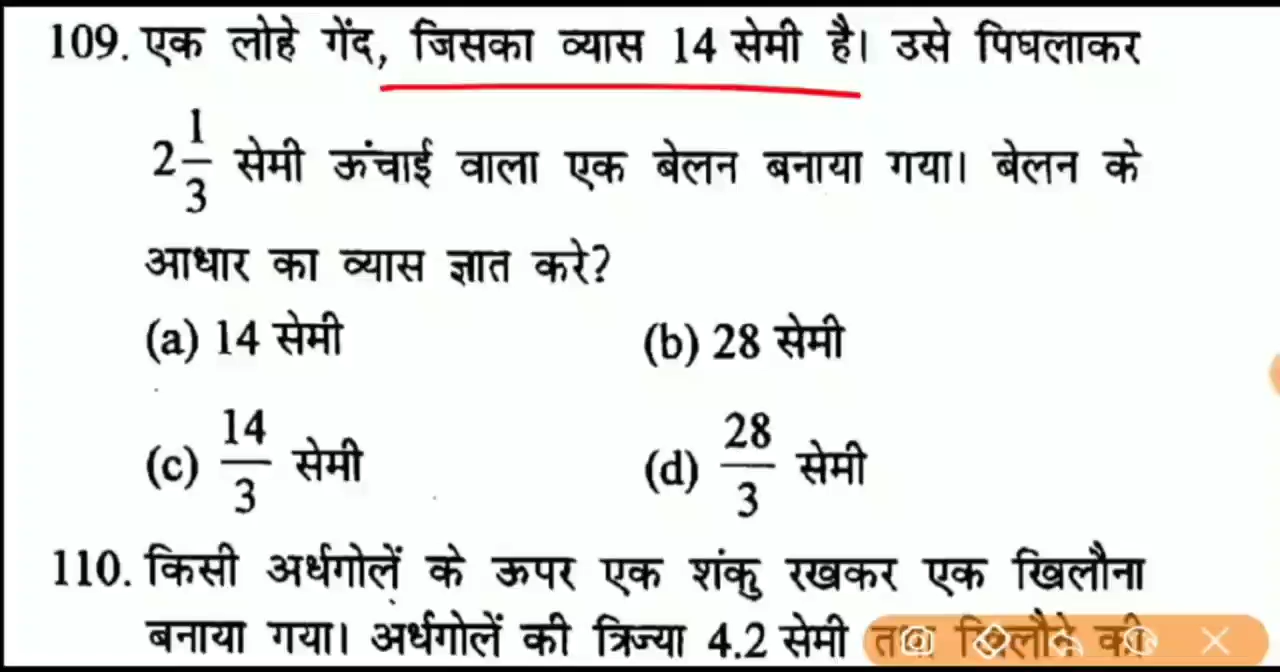 109. एक लोहे गेंद, जिसका व्यास 14 सेमी है। उसे पिघलाकर
2 1/3 सेमी ऊंचाई वाला एक बेलन बनाया गया। बेलन के
आधार का व्यास ज्ञात करे?
(a) 14 सेमी (b) 28 सेमी
(c) 14/3 सेमी (d) 28/3 सेमी
110. किसी अर्धगोलें के ऊपर एक शंकु रखकर एक खिलौना
बनाया गया। अर्धगोलें की त्रिज्या 4.2 सेमी तथा खिलौने की